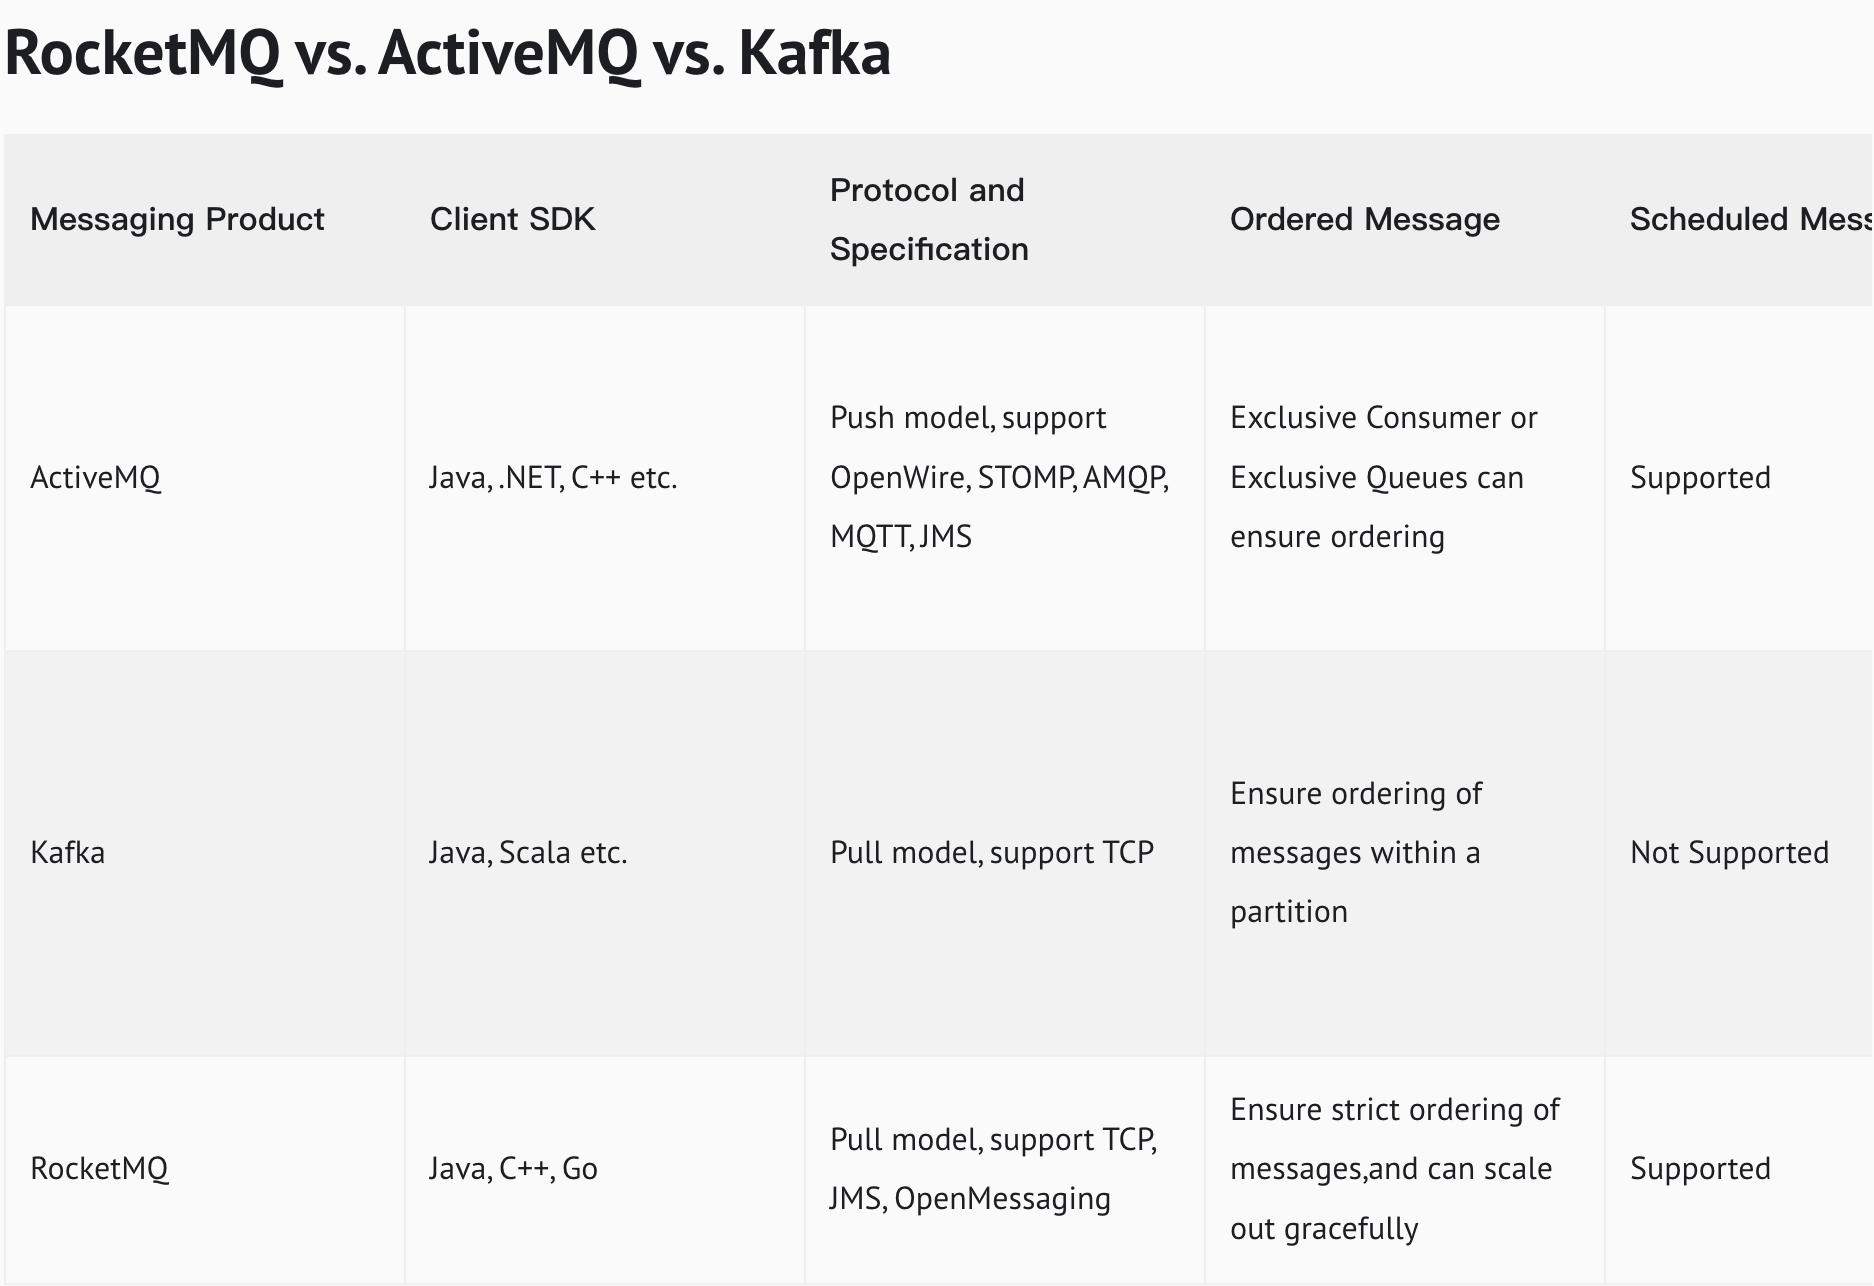 RocketMQ vs. ActiveMQ vs. Kafka
Messaging Product
Client SDK
Protocol and
Specification
Ordered Message
Scheduled Mess
ActiveMQ
Java, .NET, C++ etc.
Push model, support
OpenWire, STOMP, AMQP,
MQTT, JMS
Exclusive Consumer or
Exclusive Queues can
ensure ordering
Supported
Kafka
Java, Scala etc.
Pull model, support TCP
Ensure ordering of
messages within a
partition
Not Supported
RocketMQ
Java, C++, Go
Pull model, support TCP,
JMS, OpenMessaging
Ensure strict ordering of
messages,and can scale
out gracefully
Supported